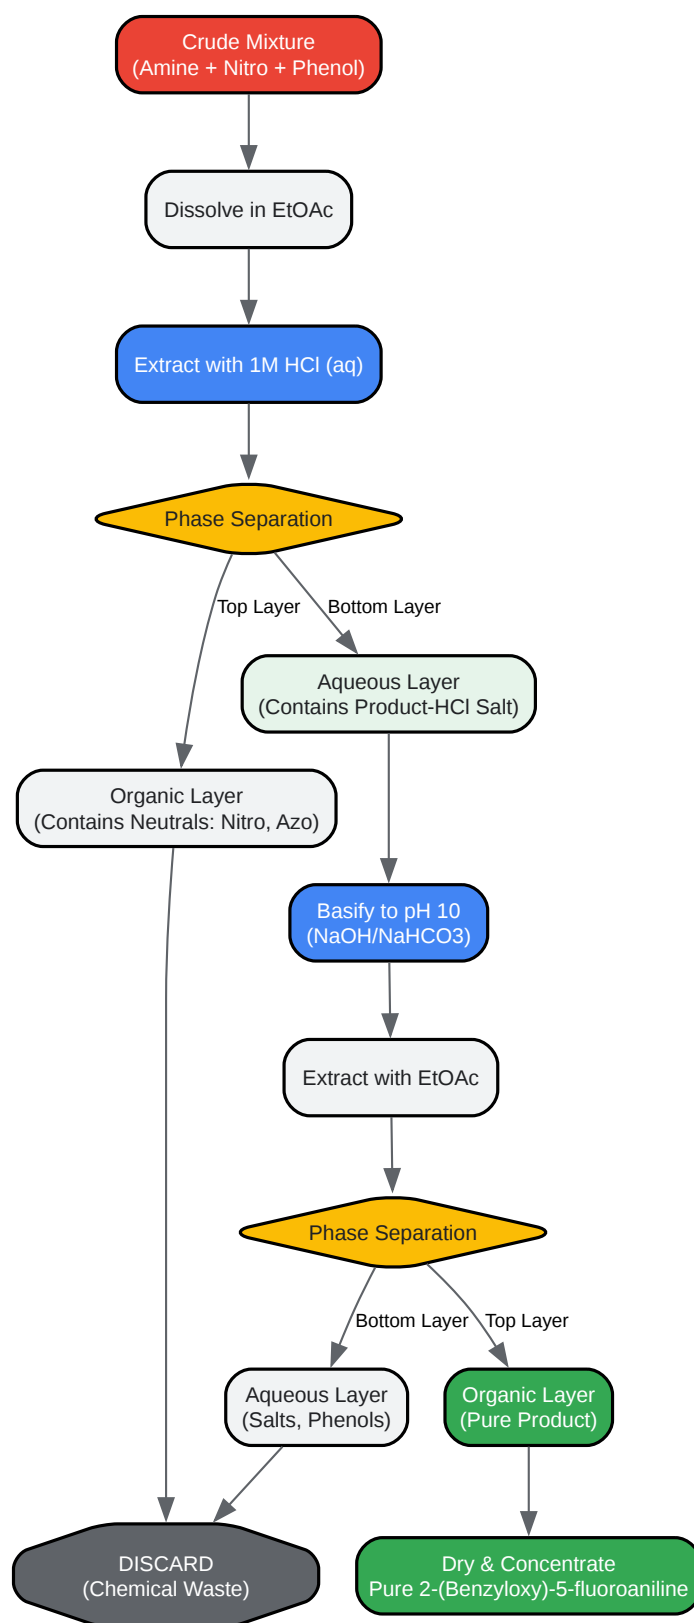 Crude Mixture
(Amine + Nitro + Phenol)
Dissolve in EtOAc
Extract with 1M HCl (aq)
Phase Separation
Top Layer
Bottom Layer
Aqueous Layer
(Contains Product-HCl Salt)
Organic Layer
(Contains Neutrals: Nitro, Azo)
Basify to pH 10
(NaOH/NaHCO3)
Extract with EtOAc
Phase Separation
Bottom Layer
Top Layer
Aqueous Layer
(Salts, Phenols)
Organic Layer
(Pure Product)
DISCARD
(Chemical Waste)
Dry & Concentrate
Pure 2-(Benzyloxy)-5-fluoroaniline